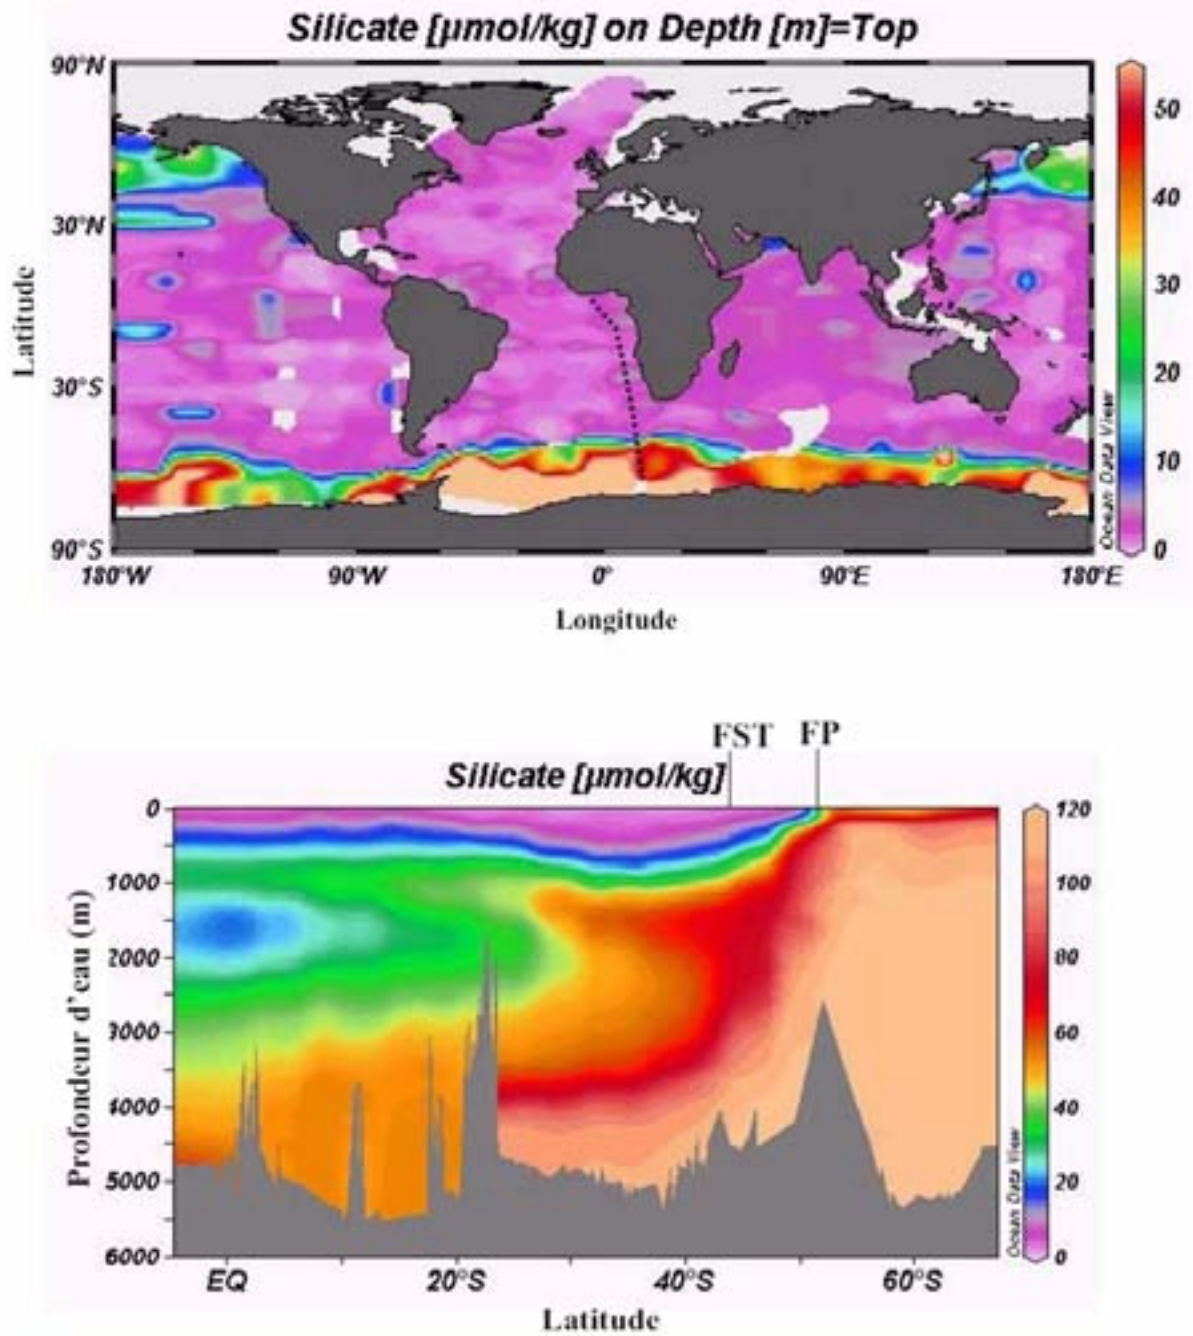 Silicate [µmol/kg] on Depth [m]=Top
90°N
30°N
30°S
90°S
Latitude
180°W 90°W 0° 90°E 180°E
Longitude
50
40
30
20
10
0
Ocean Data View
FST FP
Silicate [µmol/kg]
0
1000
2000
3000
4000
5000
6000
Profondeur d'eau (m)
EQ 20°S 40°S 60°S
Latitude
120
100
80
60
40
20
0
Ocean Data View